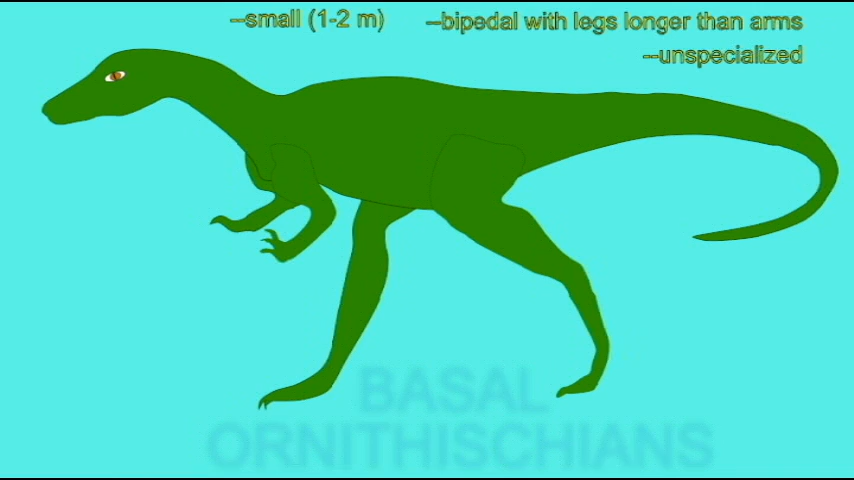 --small (1-2 m)
--bipedal with legs longer than arms
--unspecialized
BASAL
ORNITHISCHIANS